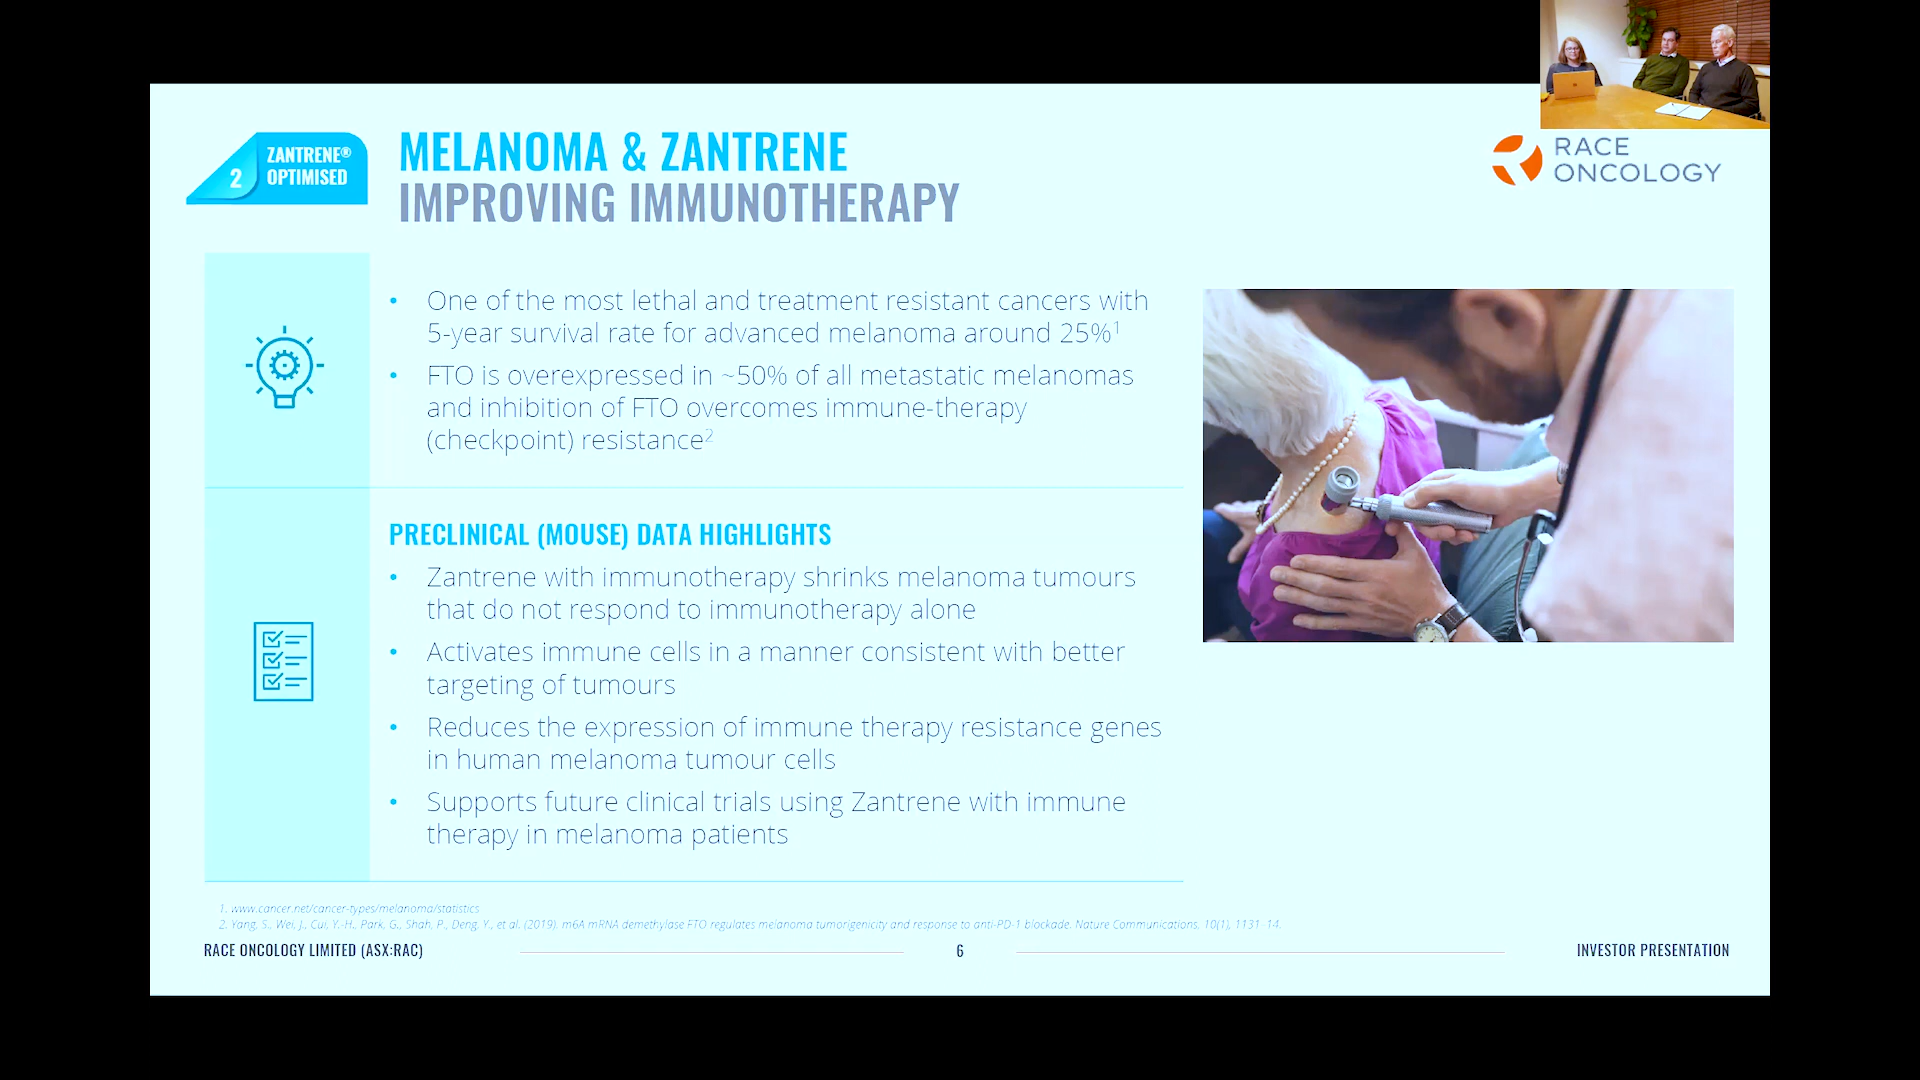 ZANTRENE®
2 OPTIMISED
MELANOMA & ZANTRENE
IMPROVING IMMUNOTHERAPY
RACE
ONCOLOGY
• One of the most lethal and treatment resistant cancers with
5-year survival rate for advanced melanoma around 25%1
• FTO is overexpressed in ~50% of all metastatic melanomas
and inhibition of FTO overcomes immune-therapy
(checkpoint) resistance2
PRECLINICAL (MOUSE) DATA HIGHLIGHTS
• Zantrene with immunotherapy shrinks melanoma tumours
that do not respond to immunotherapy alone
• Activates immune cells in a manner consistent with better
targeting of tumours
• Reduces the expression of immune therapy resistance genes
in human melanoma tumour cells
• Supports future clinical trials using Zantrene with immune
therapy in melanoma patients
1. www.cancer.net/cancer-types/melanoma/statistics
2. Yang, S., Wei, J., Cui, Y.-H., Park, G., Shah, P., Deng, Y., et al. (2019). m6A mRNA demethylase FTO regulates melanoma tumorigenicity and response to anti-PD-1 blockade. Nature Communications, 10(1), 1131–14.
RACE ONCOLOGY LIMITED (ASX:RAC)
6
INVESTOR PRESENTATION